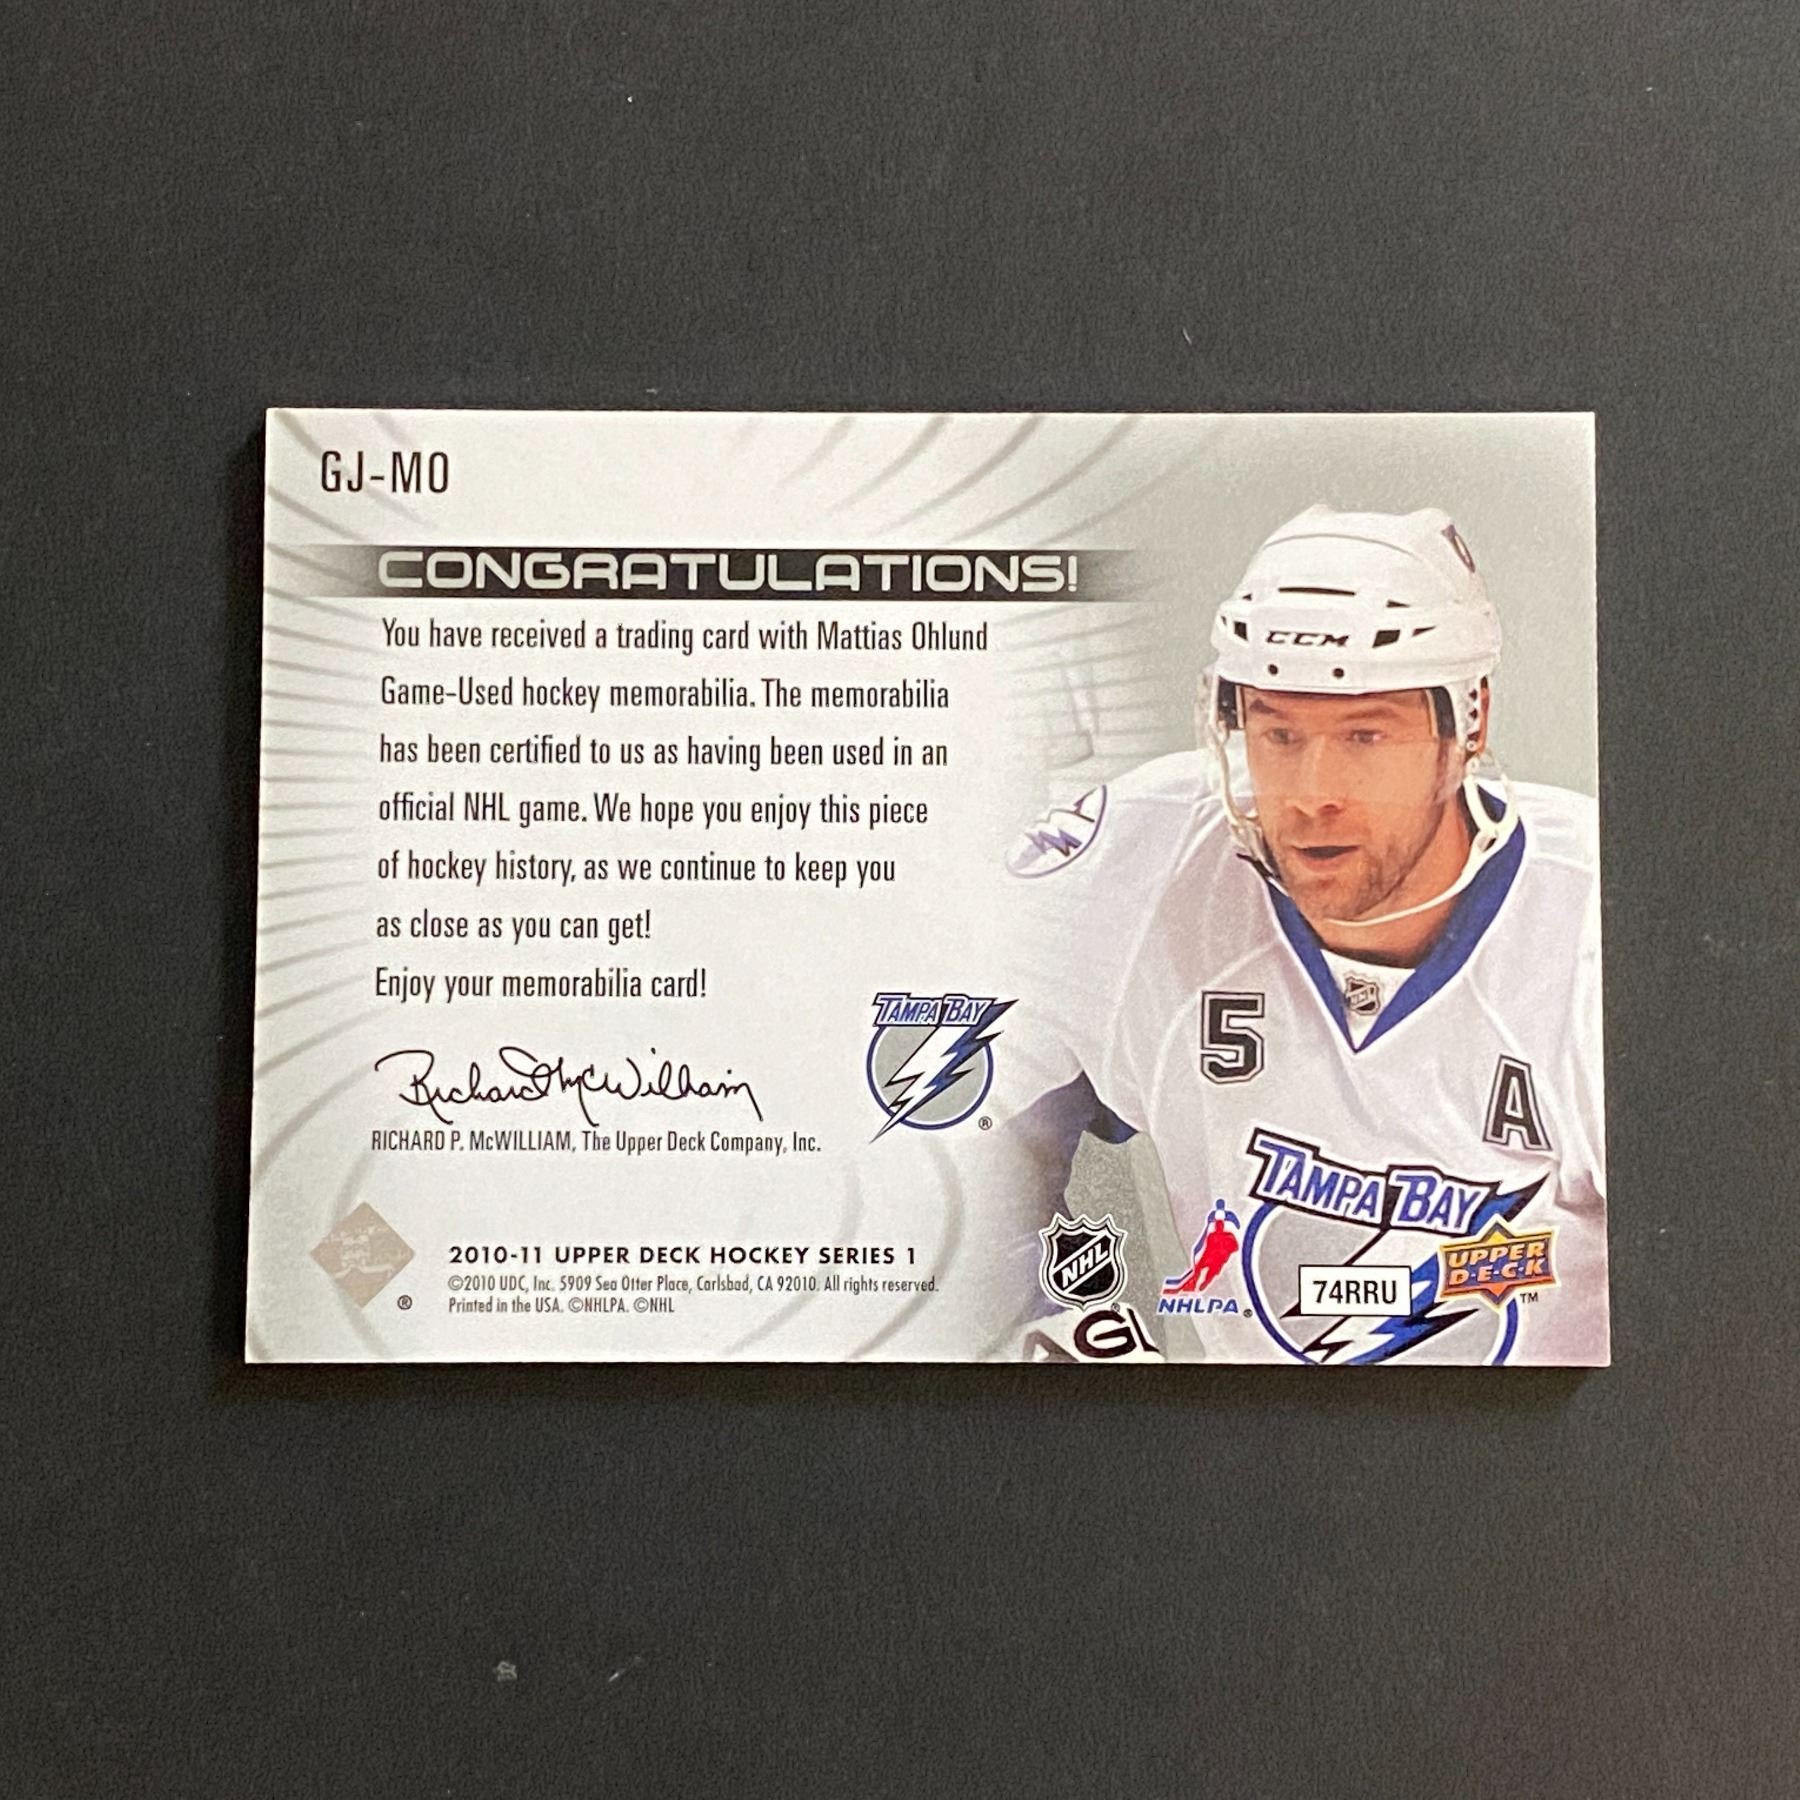 GJ-MO
CONGRATULATIONS!
You have received a trading card with Mattias Ohlund
Game-Used hockey memorabilia. The memorabilia
has been certified to us as having been used in an
official NHL game. We hope you enjoy this piece
of hockey history, as we continue to keep you
as close as you can get!
Enjoy your memorabilia card!
Richard McWilliam
RICHARD P. McWILLIAM, The Upper Deck Company, Inc.
TAMPA BAY
®
2010-11 UPPER DECK HOCKEY SERIES 1
©2010 UDC, Inc. 5909 Sea Otter Place, Carlsbad, CA 92010. All rights reserved.
Printed in the USA. ©NHLPA. ©NHL
®
CCM
NHL
5
A
TAMPA BAY
NHL
®
NHLPA ®
74RRU
UPPER
D·E·C·K
TM